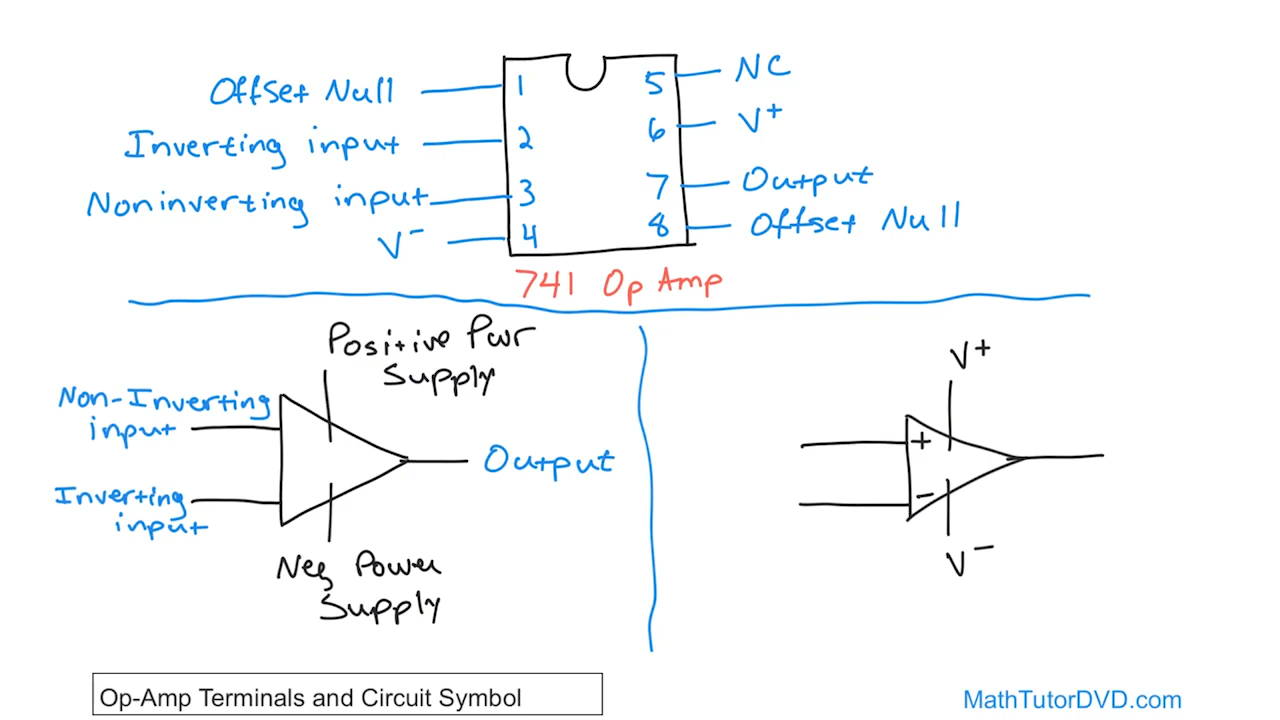 Offset Null 1 5 NC
Inverting input 2 6 V+
Noninverting input 3 7 Output
V- 4 8 Offset Null
741 Op Amp
Positive Pwr
Supply
Non-Inverting
input
Output
Inverting
input
Neg Power
Supply
V+
+
-
V-
Op-Amp Terminals and Circuit Symbol
MathTutorDVD.com